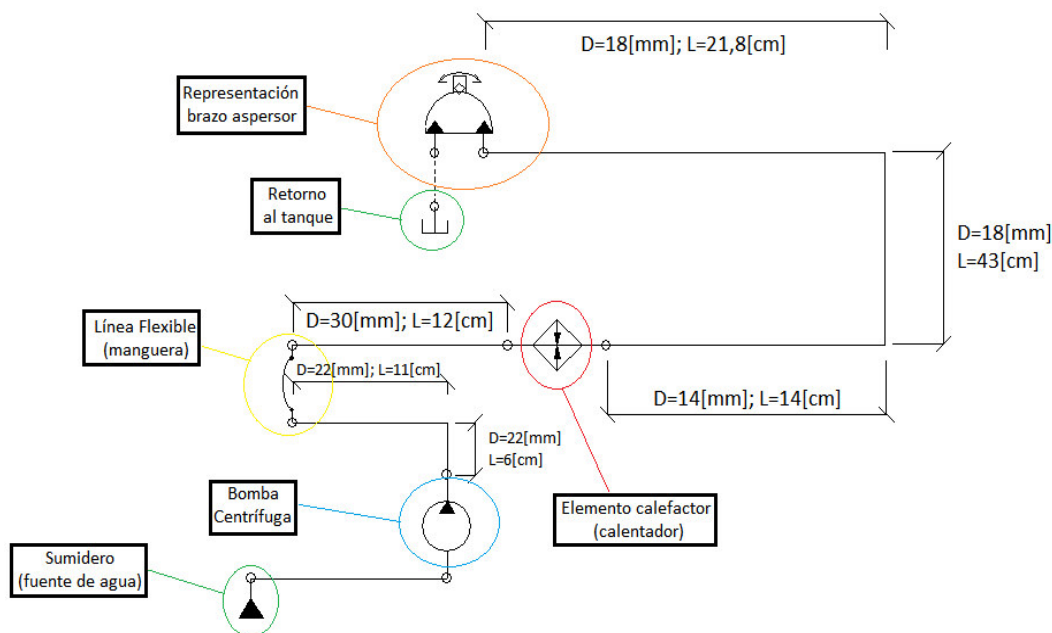 D=18[mm]; L=21,8[cm]
Representación
brazo aspersor
Retorno
al tanque
D=18[mm]
L=43[cm]
Línea Flexible
(manguera)
D=30[mm]; L=12[cm]
D=22[mm]; L=11[cm]
D=14[mm]; L=14[cm]
D=22[mm]
L=6[cm]
Bomba
Centrífuga
Elemento calefactor
(calentador)
Sumidero
(fuente de agua)